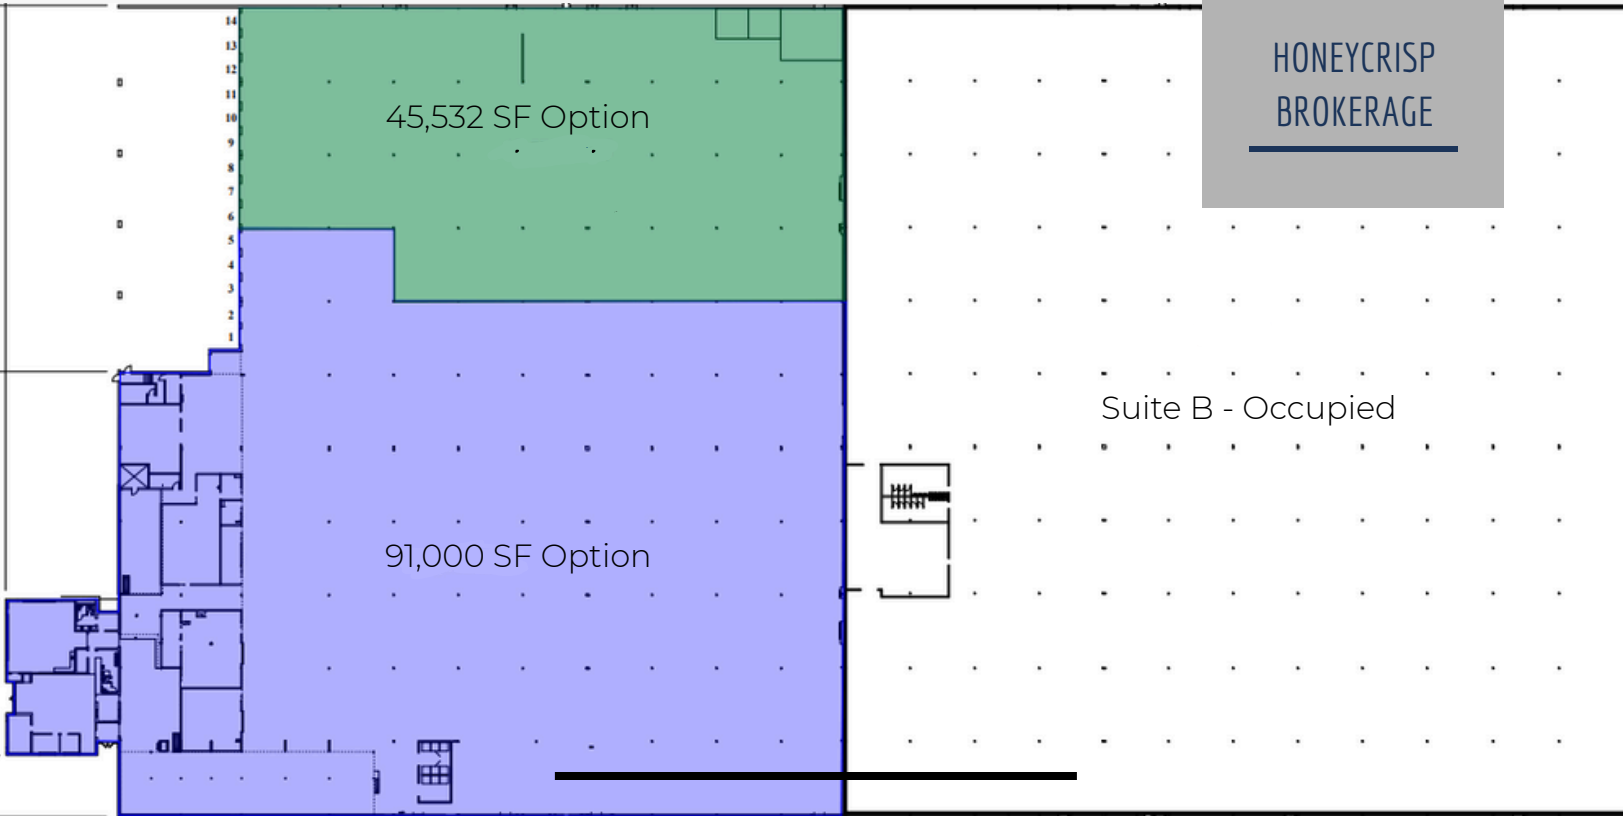 14
13
12
11
10
9
8
7
6
5
4
3
2
1
45,532 SF Option
HONEYCRISP
BROKERAGE
Suite B - Occupied
91,000 SF Option